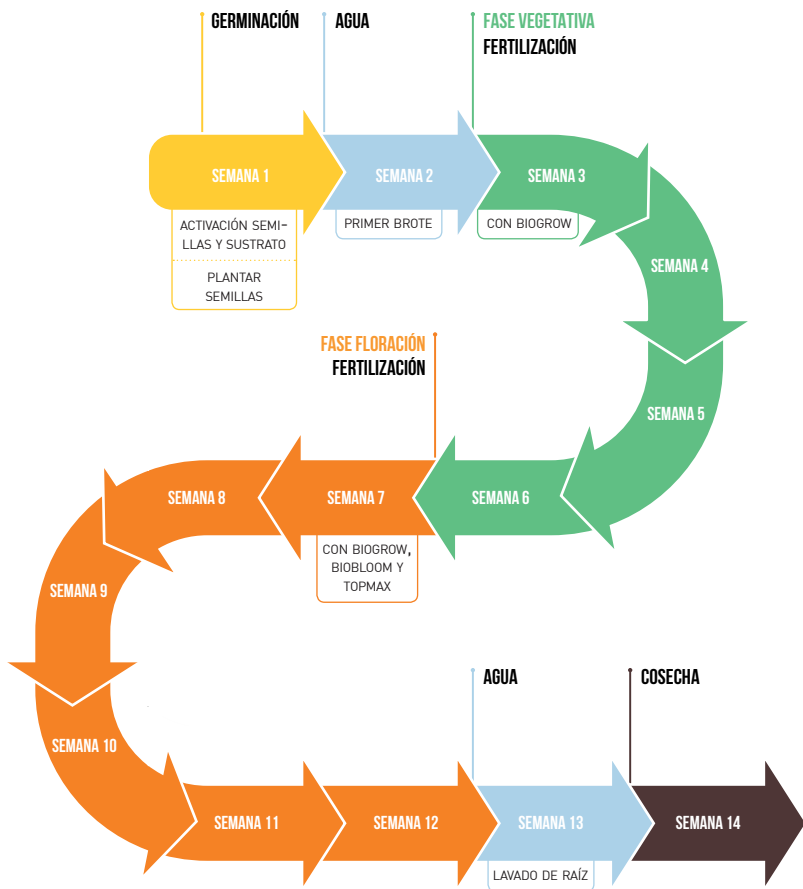 GERMINACIÓN
AGUA
FASE VEGETATIVA
FERTILIZACIÓN
SEMANA 1
SEMANA 2
SEMANA 3
ACTIVACIÓN SEMI-
LLAS Y SUSTRATO
PLANTAR
SEMILLAS
PRIMER BROTE
CON BIOGROW
SEMANA 4
SEMANA 5
FASE FLORACIÓN
FERTILIZACIÓN
SEMANA 6
SEMANA 7
CON BIOGROW,
BIOBLOOM Y
TOPMAX
SEMANA 8
SEMANA 9
SEMANA 10
AGUA
COSECHA
SEMANA 11
SEMANA 12
SEMANA 13
SEMANA 14
LAVADO DE RAÍZ